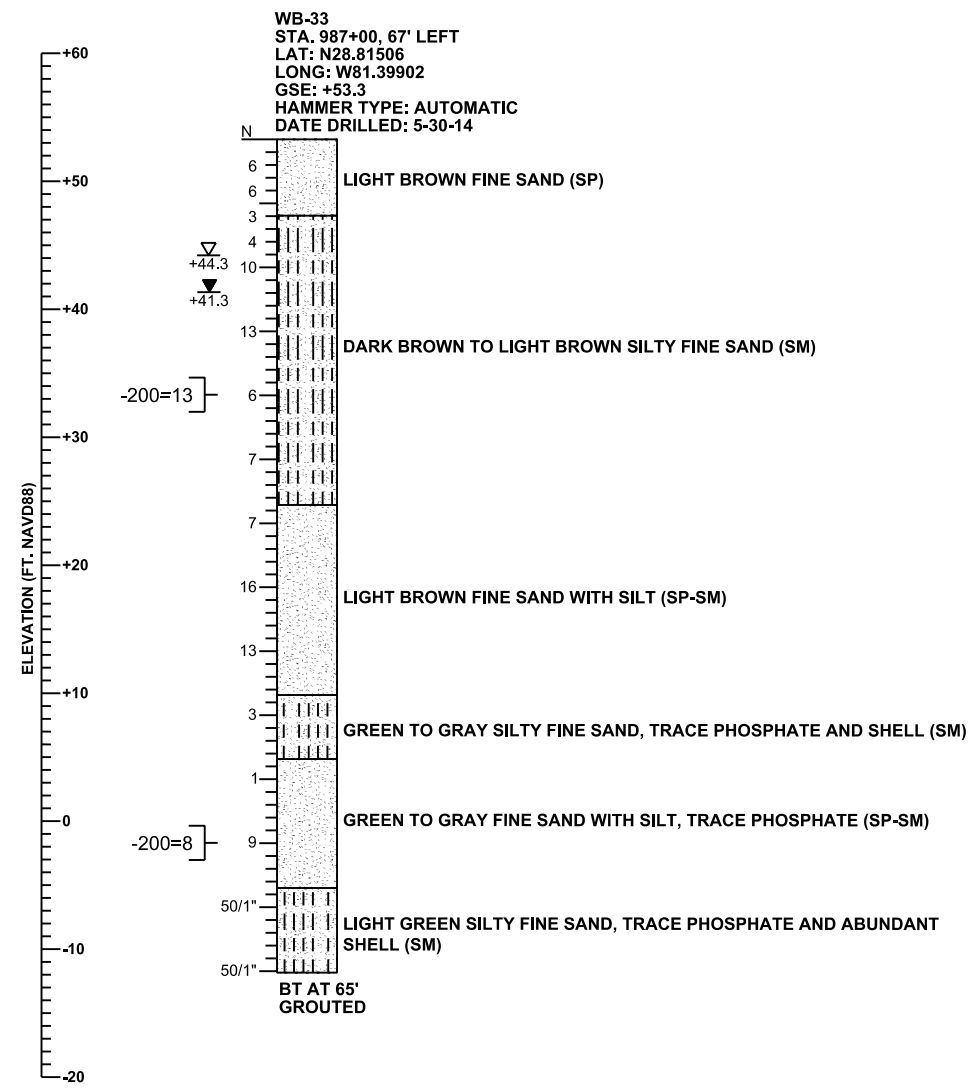 WB-33
STA. 987+00, 67' LEFT
LAT: N28.81506
LONG: W81.39902
GSE: +53.3
HAMMER TYPE: AUTOMATIC
DATE DRILLED: 5-30-14
+60
N
6
+50
LIGHT BROWN FINE SAND (SP)
6
3
4
+44.3
10
+41.3
+40
13
DARK BROWN TO LIGHT BROWN SILTY FINE SAND (SM)
-200=13
6
+30
7
ELEVATION (FT. NAVD88)
7
+20
16
LIGHT BROWN FINE SAND WITH SILT (SP-SM)
13
+10
3
GREEN TO GRAY SILTY FINE SAND, TRACE PHOSPHATE AND SHELL (SM)
1
0
GREEN TO GRAY FINE SAND WITH SILT, TRACE PHOSPHATE (SP-SM)
-200=8
9
50/1"
LIGHT GREEN SILTY FINE SAND, TRACE PHOSPHATE AND ABUNDANT
SHELL (SM)
-10
50/1"
BT AT 65'
GROUTED
-20